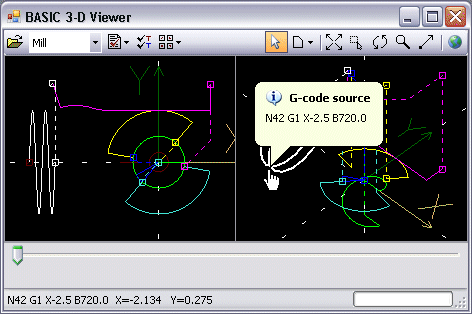 BASIC 3-D Viewer
Mill
Y
X
G-code source
N42 G1 X-2.5 B720.0
Y
X
N42 G1 X-2.5 B720.0 X=-2.134 Y=0.275